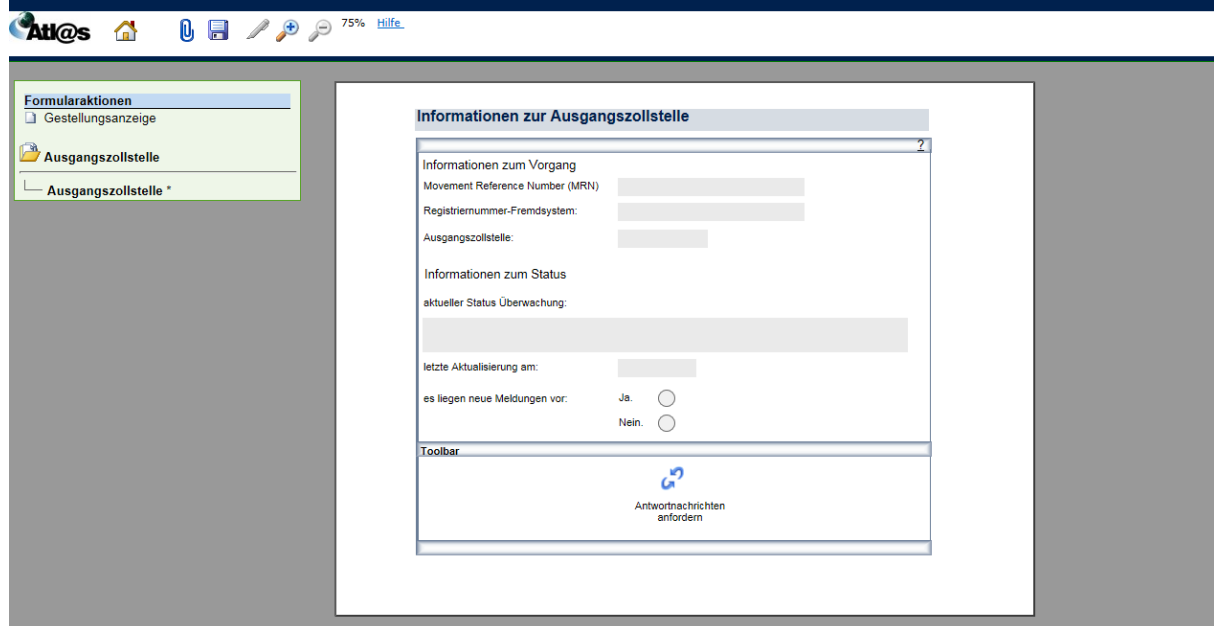 Atl@s
75% Hilfe
Formularaktionen
Gestellungsanzeige
Ausgangszollstelle
Ausgangszollstelle *
Informationen zur Ausgangszollstelle
?
Informationen zum Vorgang
Movement Reference Number (MRN)
Registriernummer-Fremdsystem:
Ausgangszollstelle:
Informationen zum Status
aktueller Status Überwachung:
letzte Aktualisierung am:
es liegen neue Meldungen vor: Ja.
Nein.
Toolbar
Antwortnachrichten
anfordern